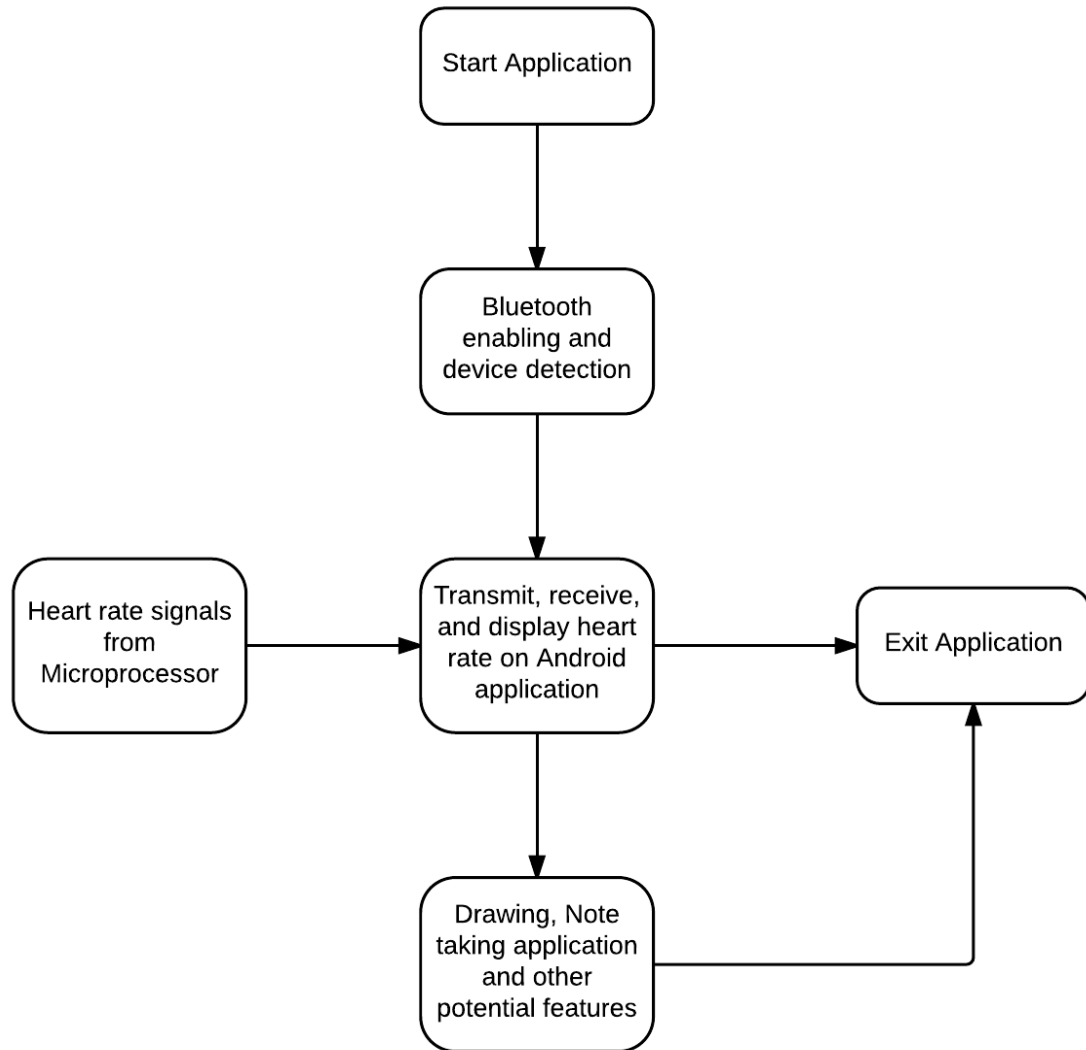 Start Application
Bluetooth
enabling and
device detection
Heart rate signals
from
Microprocessor
Transmit, receive,
and display heart
rate on Android
application
Exit Application
Drawing, Note
taking application
and other
potential features